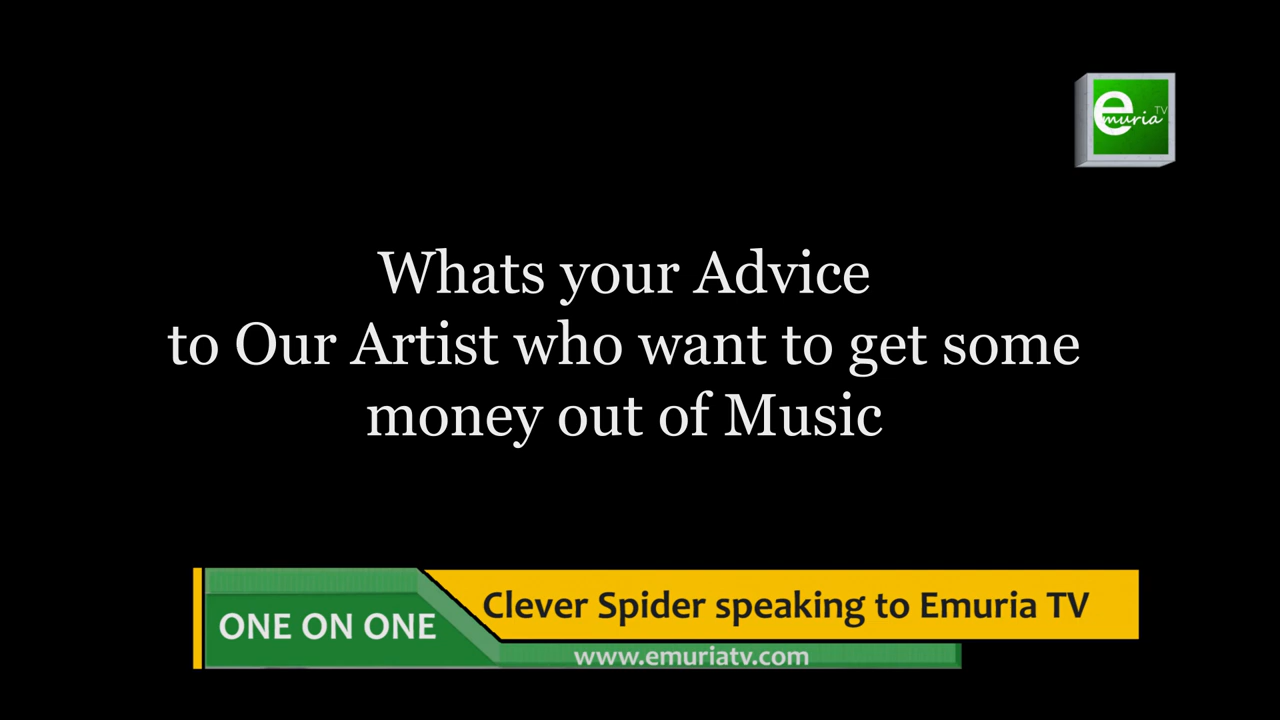 emuria TV
Whats your Advice
to Our Artist who want to get some
money out of Music
Clever Spider speaking to Emuria TV
ONE ON ONE
www.emuriatv.com